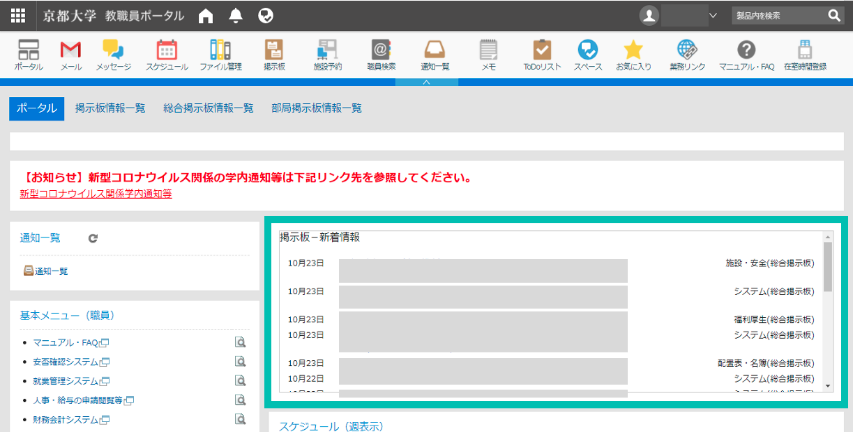 京都大学 教職員ポータル
製品内を検索
ポータル メール メッセージ スケジュール ファイル管理 掲示板 施設予約 職員検索 通知一覧 メモ ToDoリスト スペース お気に入り 業務リンク マニュアル・FAQ 在室時間登録
ポータル 掲示板情報一覧 総合掲示板情報一覧 部局掲示板情報一覧
【お知らせ】新型コロナウイルス関係の学内通知等は下記リンク先を参照してください。
新型コロナウイルス関係学内通知等
通知一覧
通知一覧
基本メニュー（職員）
マニュアル・FAQ
安否確認システム
就業管理システム
人事・給与の申請閲覧等
財務会計システム
掲示板－新着情報
10月23日 施設・安全(総合掲示板)
10月23日 システム(総合掲示板)
10月23日 福利厚生(総合掲示板)
10月23日 システム(総合掲示板)
10月23日 配置表・名簿(総合掲示板)
10月22日 システム(総合掲示板)
スケジュール（週表示）